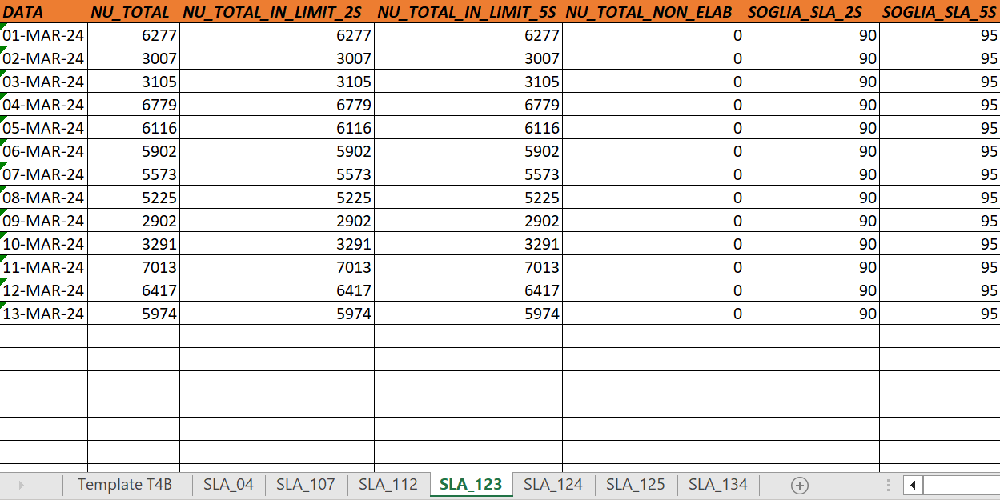 DATA NU_TOTAL NU_TOTAL_IN_LIMIT_2S NU_TOTAL_IN_LIMIT_5S NU_TOTAL_NON_ELAB SOGLIA_SLA_2S SOGLIA_SLA_5S
01-MAR-24 6277 6277 6277 0 90 95
02-MAR-24 3007 3007 3007 0 90 95
03-MAR-24 3105 3105 3105 0 90 95
04-MAR-24 6779 6779 6779 0 90 95
05-MAR-24 6116 6116 6116 0 90 95
06-MAR-24 5902 5902 5902 0 90 95
07-MAR-24 5573 5573 5573 0 90 95
08-MAR-24 5225 5225 5225 0 90 95
09-MAR-24 2902 2902 2902 0 90 95
10-MAR-24 3291 3291 3291 0 90 95
11-MAR-24 7013 7013 7013 0 90 95
12-MAR-24 6417 6417 6417 0 90 95
13-MAR-24 5974 5974 5974 0 90 95
Template T4B SLA_04 SLA_107 SLA_112 SLA_123 SLA_124 SLA_125 SLA_134